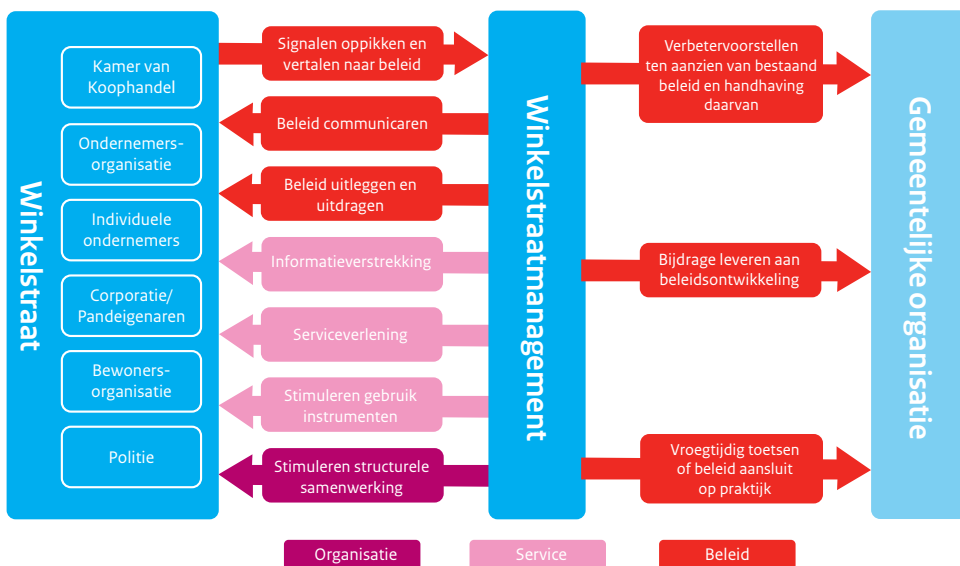 Winkelstraat
Kamer van
Koophandel
Ondernemers-
organisatie
Individuele
ondernemers
Corporatie/
Pandeigenaren
Bewoners-
organisatie
Politie
Signalen oppikken en
vertalen naar beleid
Beleid communicaren
Beleid uitleggen en
uitdragen
Informatieverstrekking
Serviceverlening
Stimuleren gebruik
instrumenten
Stimuleren structurele
samenwerking
Winkelstraatmanagement
Verbetervoorstellen
ten aanzien van bestaand
beleid en handhaving
daarvan
Bijdrage leveren aan
beleidsontwikkeling
Vroegtijdig toetsen
of beleid aansluit
op praktijk
Gemeentelijke organisatie
Organisatie
Service
Beleid